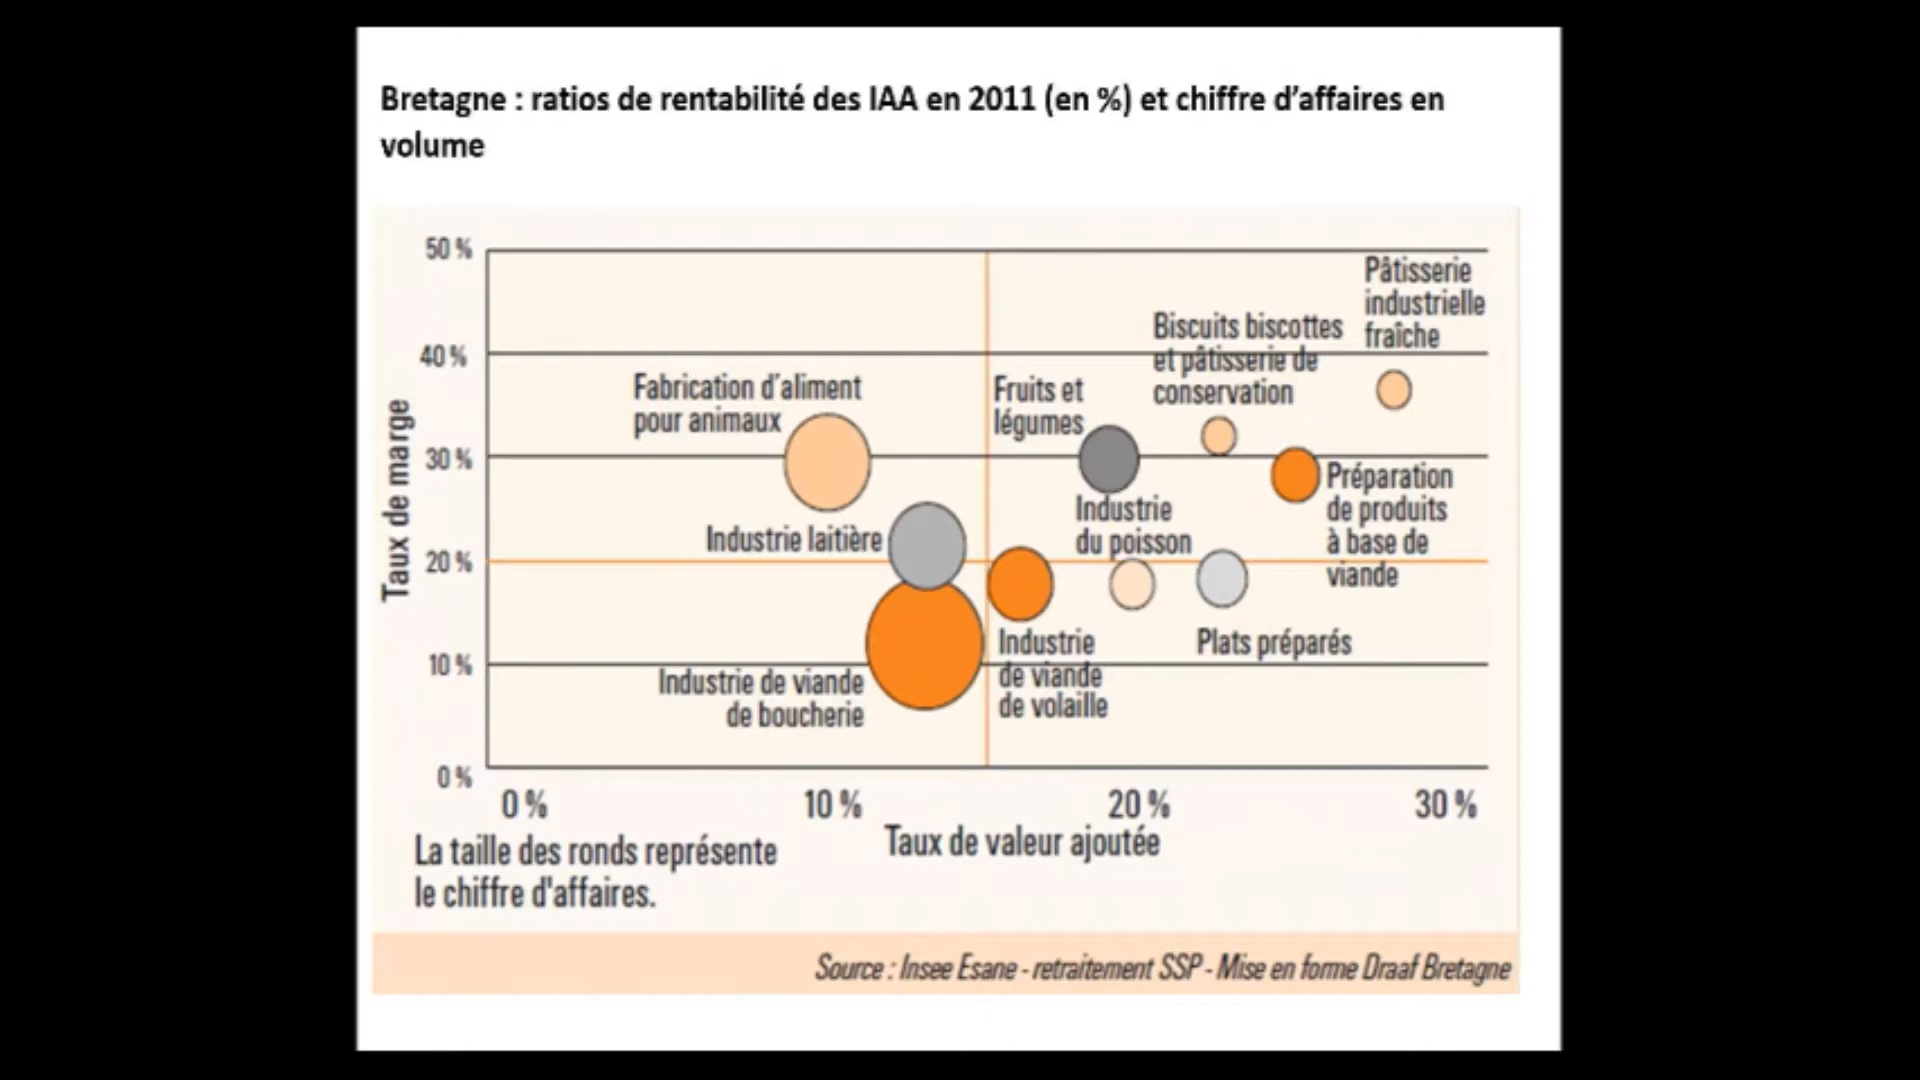 Bretagne : ratios de rentabilité des IAA en 2011 (en %) et chiffre d’affaires en
volume
50 %
40 %
30 %
20 %
10 %
0 %
Taux de marge
Pâtisserie
industrielle
fraîche
Biscuits biscottes
et pâtisserie de
conservation
Fabrication d'aliment
pour animaux
Fruits et
légumes
Préparation
de produits
à base de
viande
Industrie
du poisson
Industrie laitière
Industrie
de viande
de volaille
Plats préparés
Industrie de viande
de boucherie
0 %
10 %
20 %
30 %
Taux de valeur ajoutée
La taille des ronds représente
le chiffre d'affaires.
Source : Insee Esane - retraitement SSP - Mise en forme Draaf Bretagne